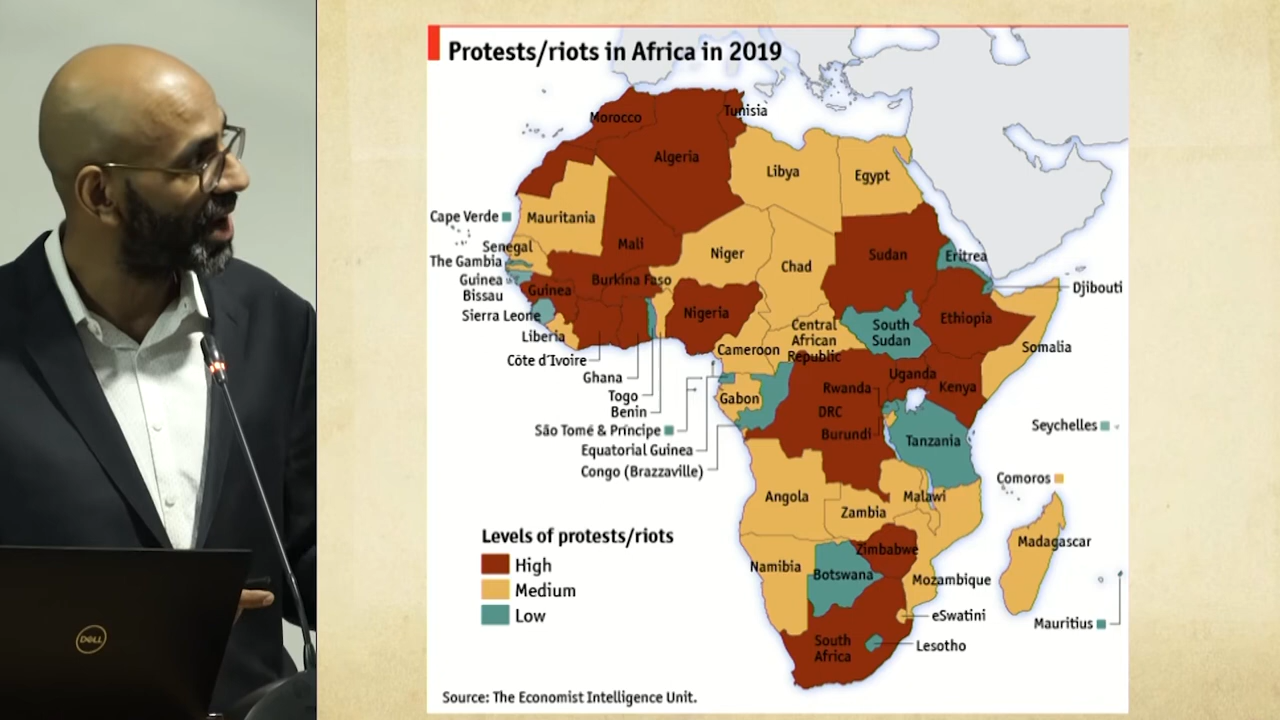 Protests/riots in Africa in 2019
Morocco
Tunisia
Algeria
Libya
Egypt
Cape Verde
Mauritania
Mali
Niger
Chad
Sudan
Eritrea
Senegal
The Gambia
Guinea
Bissau
Guinea
Burkina Faso
Djibouti
Sierra Leone
Nigeria
Ethiopia
Liberia
Central
African
Republic
South
Sudan
Somalia
Côte d'Ivoire
Cameroon
Ghana
Togo
Benin
Gabon
Rwanda
Uganda
Kenya
DRC
São Tomé & Príncipe
Burundi
Tanzania
Seychelles
Equatorial Guinea
Congo (Brazzaville)
Comoros
Angola
Malawi
Zambia
Madagascar
Levels of protests/riots
High
Medium
Low
Namibia
Botswana
Zimbabwe
Mozambique
eSwatini
Mauritius
South
Africa
Lesotho
Source: The Economist Intelligence Unit.
DELL